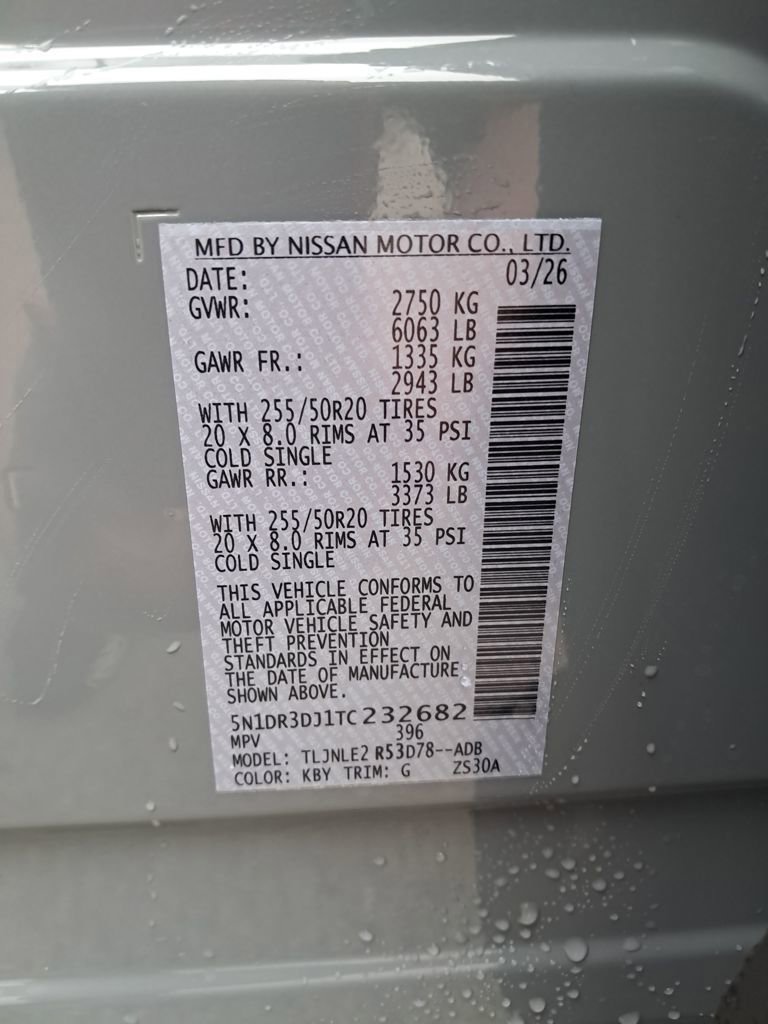 MFD BY NISSAN MOTOR CO., LTD.
DATE: 03/26
GVWR: 2750 KG
6063 LB
GAWR FR.: 1335 KG
2943 LB
WITH 255/50R20 TIRES
20 X 8.0 RIMS AT 35 PSI
COLD SINGLE
GAWR RR.: 1530 KG
3373 LB
WITH 255/50R20 TIRES
20 X 8.0 RIMS AT 35 PSI
COLD SINGLE
THIS VEHICLE CONFORMS TO
ALL APPLICABLE FEDERAL
MOTOR VEHICLE SAFETY AND
THEFT PREVENTION
STANDARDS IN EFFECT ON
THE DATE OF MANUFACTURE
SHOWN ABOVE.
5N1DR3DJ1TC232682
MPV 396
MODEL: TLJNLE2 R53D78--ADB
COLOR: KBY TRIM: G ZS30A